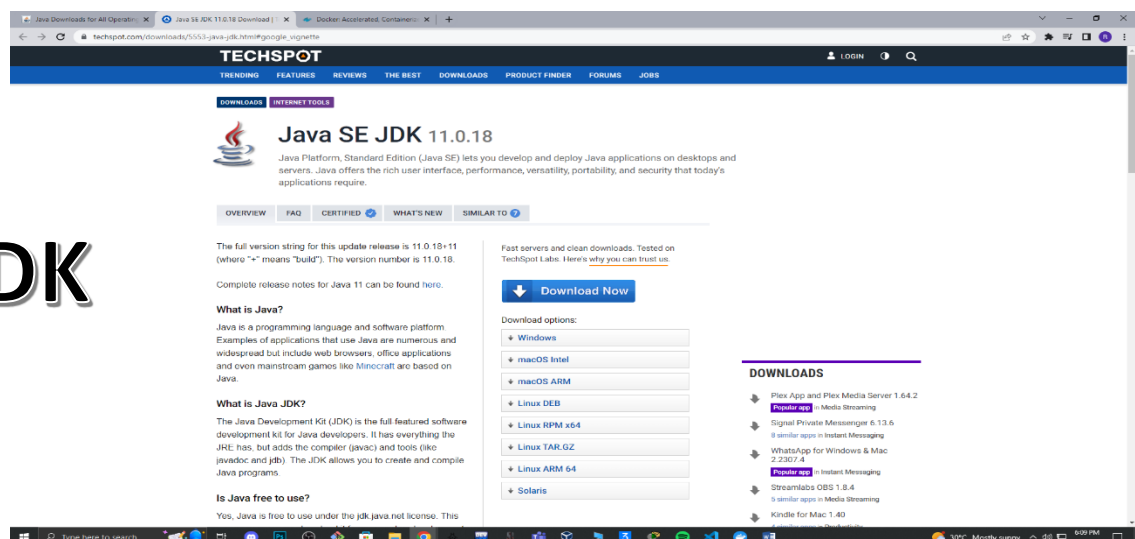 Java Downloads for All Operating
Java SE JDK 11.0.18 Download |
Docker: Accelerated, Container
techspot.com/downloads/5553-java-jdk.html#google_vignette
TECHSPOT
LOGIN
TRENDING FEATURES REVIEWS THE BEST DOWNLOADS PRODUCT FINDER FORUMS JOBS
DOWNLOADS INTERNET TOOLS
Java SE JDK 11.0.18
Java Platform, Standard Edition (Java SE) lets you develop and deploy Java applications on desktops and
servers. Java offers the rich user interface, performance, versatility, portability, and security that today's
applications require.
OVERVIEW FAQ CERTIFIED WHAT'S NEW SIMILAR TO 7
DK
The full version string for this update release is 11.0.18+11
(where "+" means "build"). The version number is 11.0.18.
Complete release notes for Java 11 can be found here.
What is Java?
Java is a programming language and software platform.
Examples of applications that use Java are numerous and
widespread but include web browsers, office applications
and even mainstream games like Minecraft are based on
Java.
What is Java JDK?
The Java Development Kit (JDK) is the full-featured software
development kit for Java developers. It has everything the
JRE has, but adds the compiler (javac) and tools (like
javadoc and jdb). The JDK allows you to create and compile
Java programs.
Is Java free to use?
Yes, Java is free to use under the jdk.java.net license. This
Fast servers and clean downloads. Tested on
TechSpot Labs. Here's why you can trust us.
Download Now
Download options:
Windows
macOS Intel
macOS ARM
Linux DEB
Linux RPM x64
Linux TAR.GZ
Linux ARM 64
Solaris
DOWNLOADS
Plex App and Plex Media Server 1.64.2
Popular app in Media Streaming
Signal Private Messenger 6.13.6
8 similar apps in Instant Messaging
WhatsApp for Windows & Mac
2.2307.4
Popular app in Instant Messaging
Streamlabs OBS 1.8.4
5 similar apps in Media Streaming
Kindle for Mac 1.40
Type here to search
30°C Mostly sunny
6:09 PM